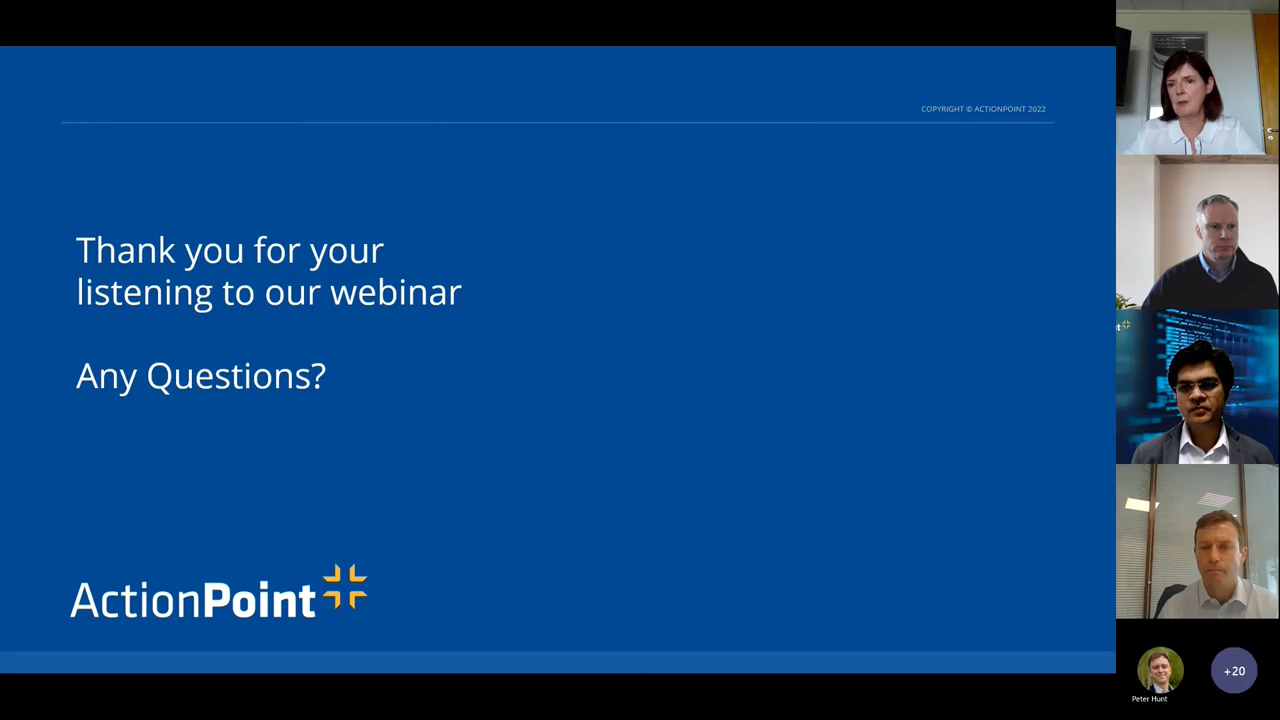 COPYRIGHT © ACTIONPOINT 2022
Thank you for your
listening to our webinar
Any Questions?
ActionPoint
Peter Hunt
+20